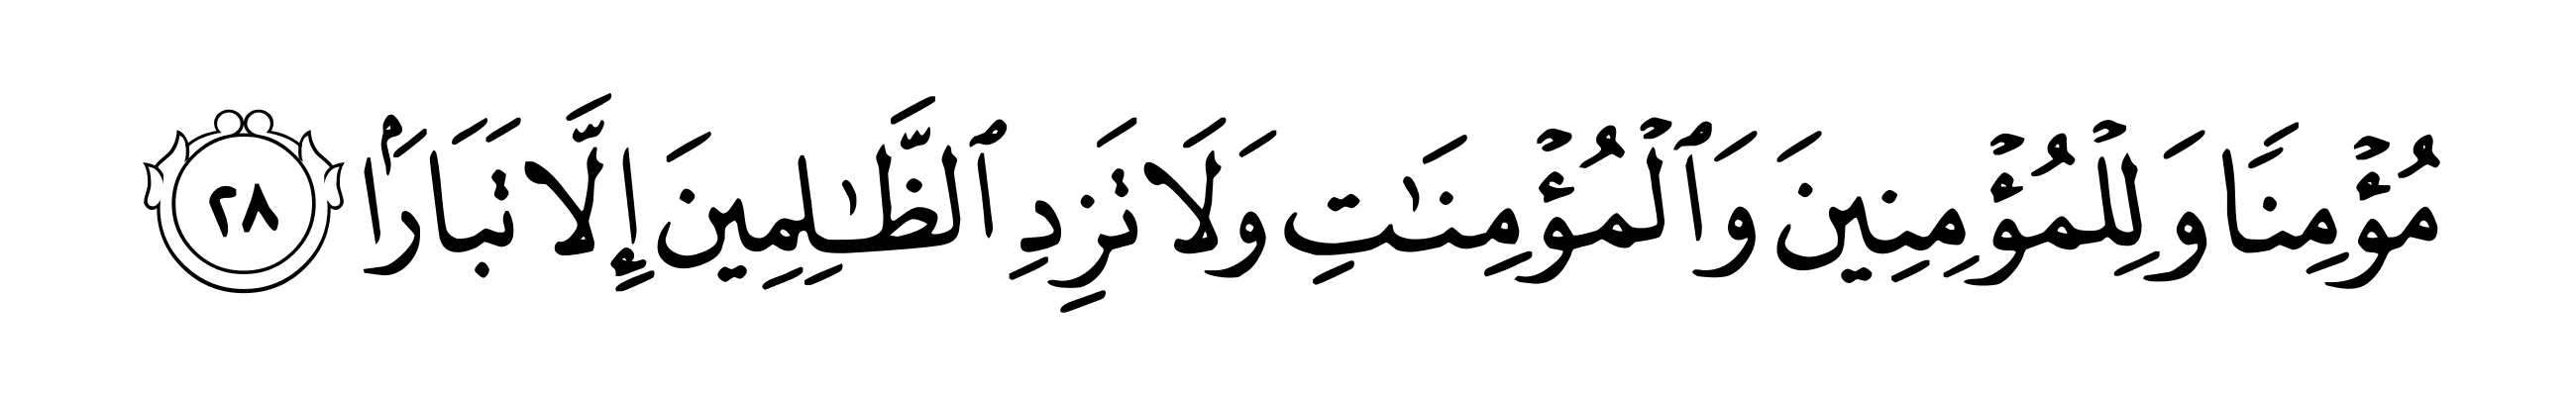 مُؤْمِنًا وَلِلْمُؤْمِنِينَ وَٱلْمُؤْمِنَٰتِ وَلَا تَزِدِ ٱلظَّٰلِمِينَ إِلَّا تَبَارَۢا ٢٨